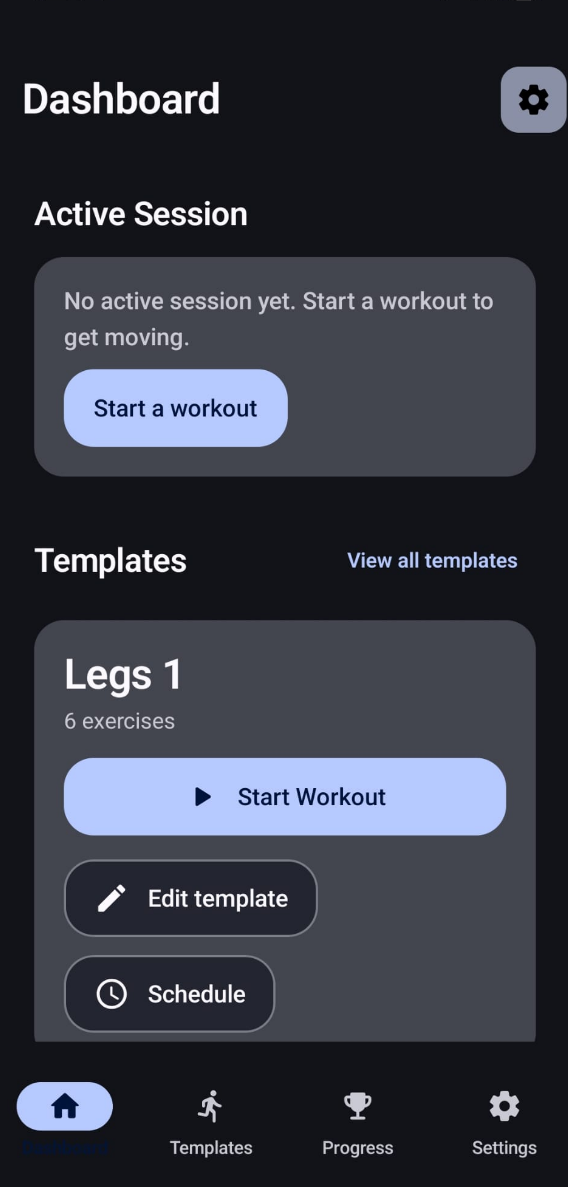 Dashboard
Active Session
No active session yet. Start a workout to
get moving.
Start a workout
Templates
View all templates
Legs 1
6 exercises
Start Workout
Edit template
Schedule
Templates
Progress
Settings